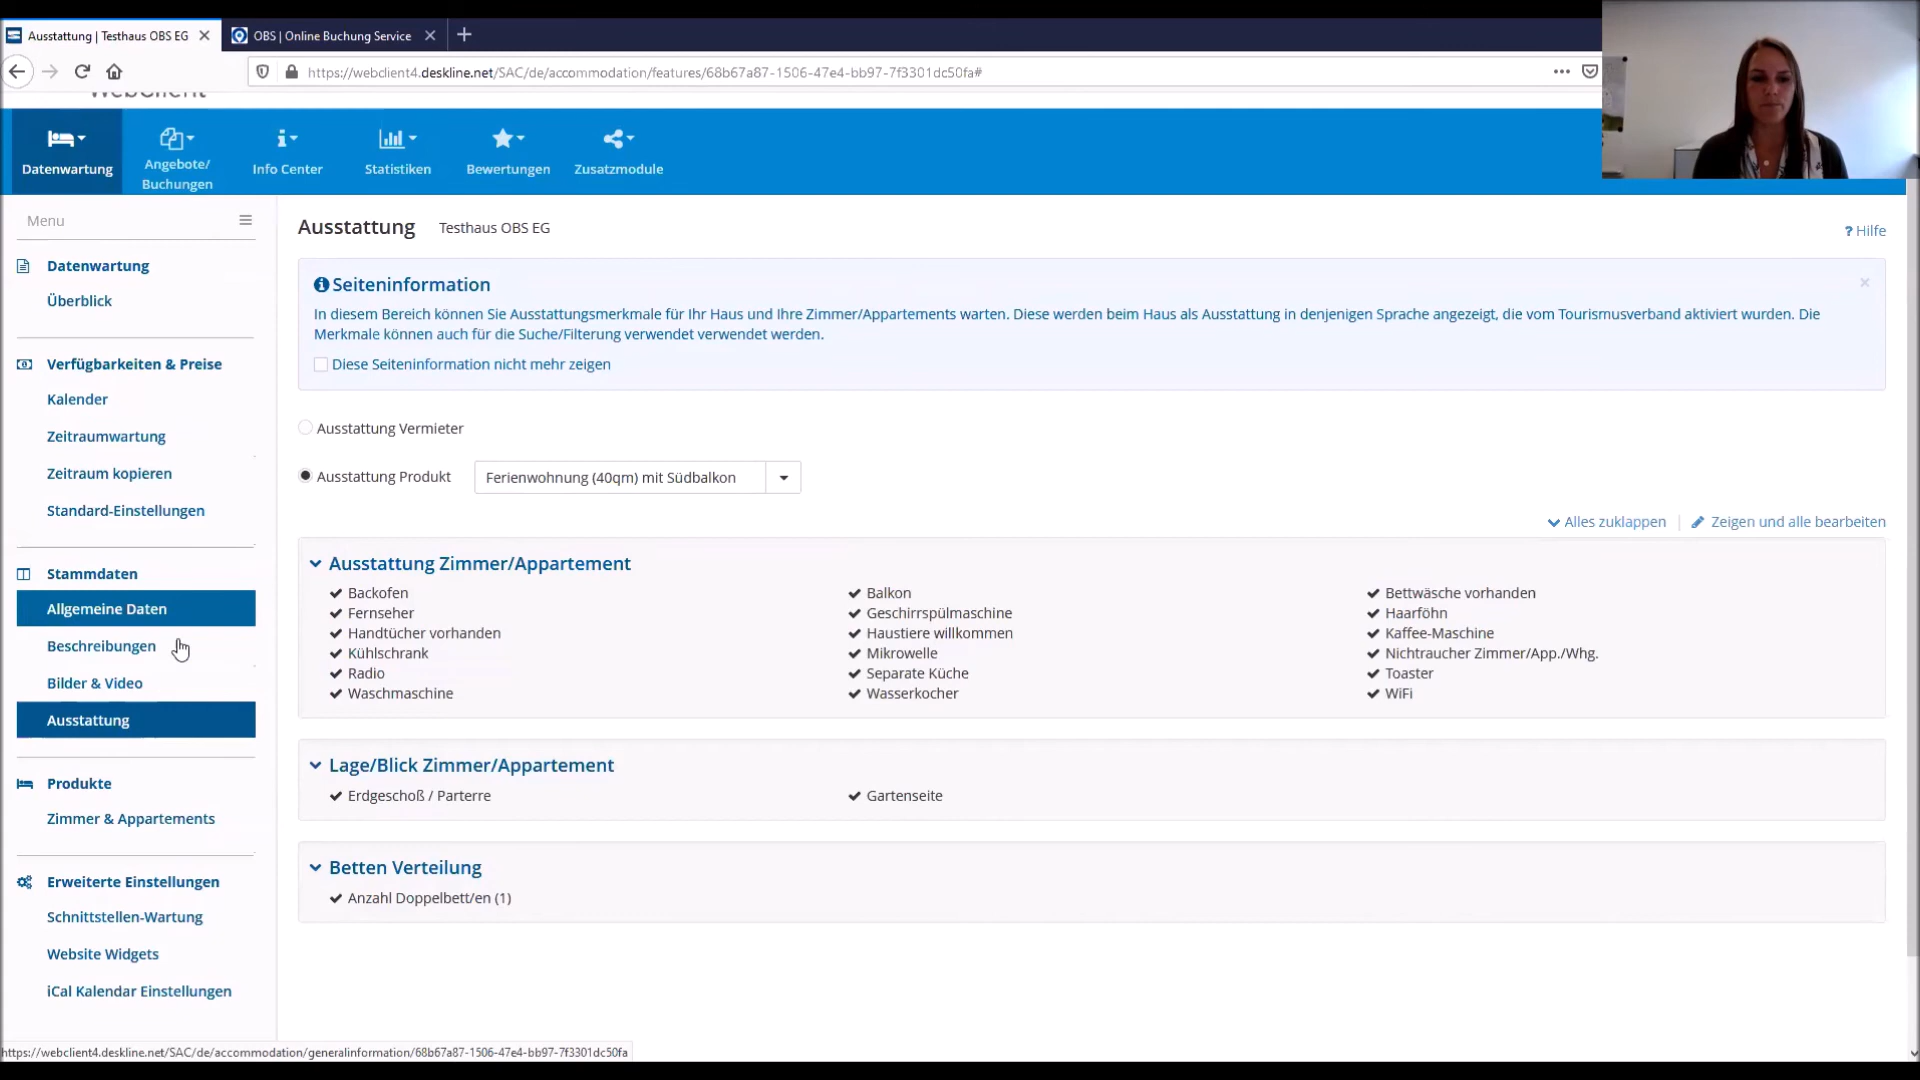 Ausstattung | Testhaus OBS EG
OBS | Online Buchung Service
https://webclient4.deskline.net/SAC/de/accommodation/features/68b67a87-1506-47e4-bb97-7f3301dc50fa#
WebClient
Datenwartung
Angebote/
Buchungen
Info Center
Statistiken
Bewertungen
Zusatzmodule
Menu
Datenwartung
Überblick
Verfügbarkeiten & Preise
Kalender
Zeitraumwartung
Zeitraum kopieren
Standard-Einstellungen
Stammdaten
Allgemeine Daten
Beschreibungen
Bilder & Video
Ausstattung
Produkte
Zimmer & Appartements
Erweiterte Einstellungen
Schnittstellen-Wartung
Website Widgets
iCal Kalendar Einstellungen
Ausstattung Testhaus OBS EG
? Hilfe
Seiteninformation
In diesem Bereich können Sie Ausstattungsmerkmale für Ihr Haus und Ihre Zimmer/Appartements warten. Diese werden beim Haus als Ausstattung in denjenigen Sprache angezeigt, die vom Tourismusverband aktiviert wurden. Die
Merkmale können auch für die Suche/Filterung verwendet verwendet werden.
Diese Seiteninformation nicht mehr zeigen
Ausstattung Vermieter
Ausstattung Produkt Ferienwohnung (40qm) mit Südbalkon
Alles zuklappen | Zeigen und alle bearbeiten
Ausstattung Zimmer/Appartement
Backofen Balkon Bettwäsche vorhanden
Fernseher Geschirrspülmaschine Haarföhn
Handtücher vorhanden Haustiere willkommen Kaffee-Maschine
Kühlschrank Mikrowelle Nichtraucher Zimmer/App./Whg.
Radio Separate Küche Toaster
Waschmaschine Wasserkocher WiFi
Lage/Blick Zimmer/Appartement
Erdgeschoß / Parterre Gartenseite
Betten Verteilung
Anzahl Doppelbett/en (1)
https://webclient4.deskline.net/SAC/de/accommodation/generalinformation/68b67a87-1506-47e4-bb97-7f3301dc50fa